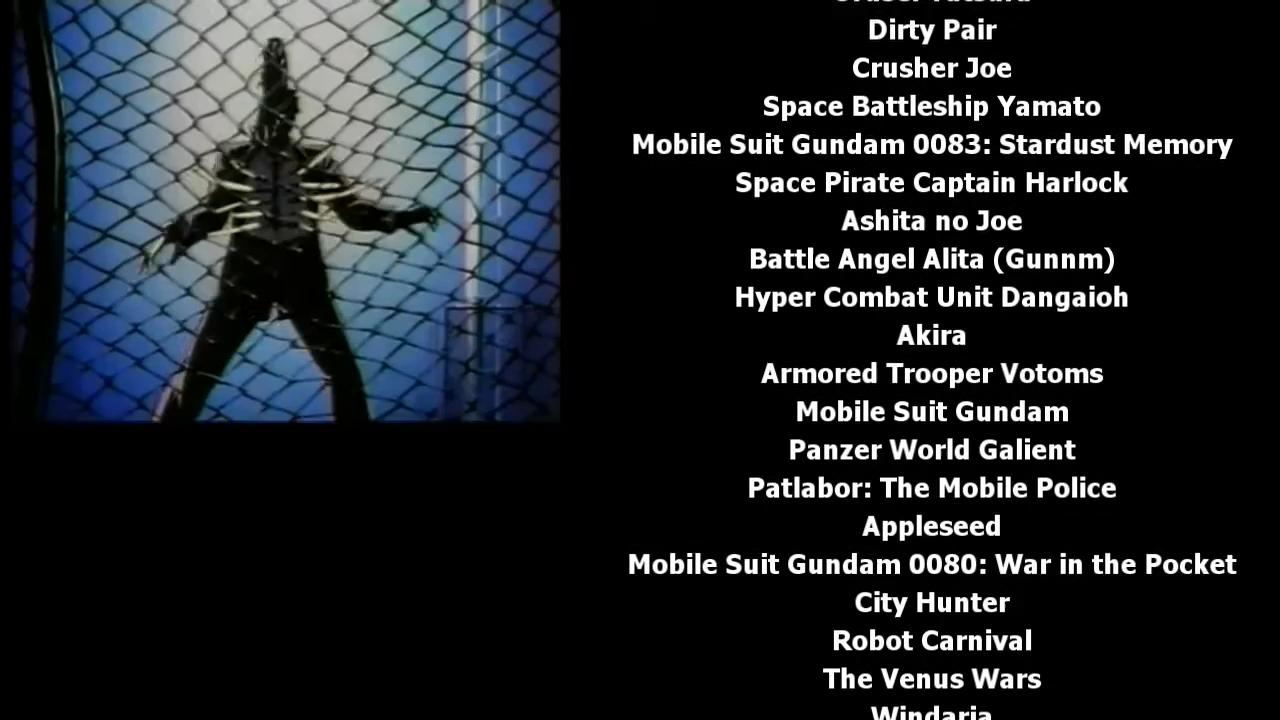 Dirty Pair
Crusher Joe
Space Battleship Yamato
Mobile Suit Gundam 0083: Stardust Memory
Space Pirate Captain Harlock
Ashita no Joe
Battle Angel Alita (Gunnm)
Hyper Combat Unit Dangaioh
Akira
Armored Trooper Votoms
Mobile Suit Gundam
Panzer World Galient
Patlabor: The Mobile Police
Appleseed
Mobile Suit Gundam 0080: War in the Pocket
City Hunter
Robot Carnival
The Venus Wars
Windaria